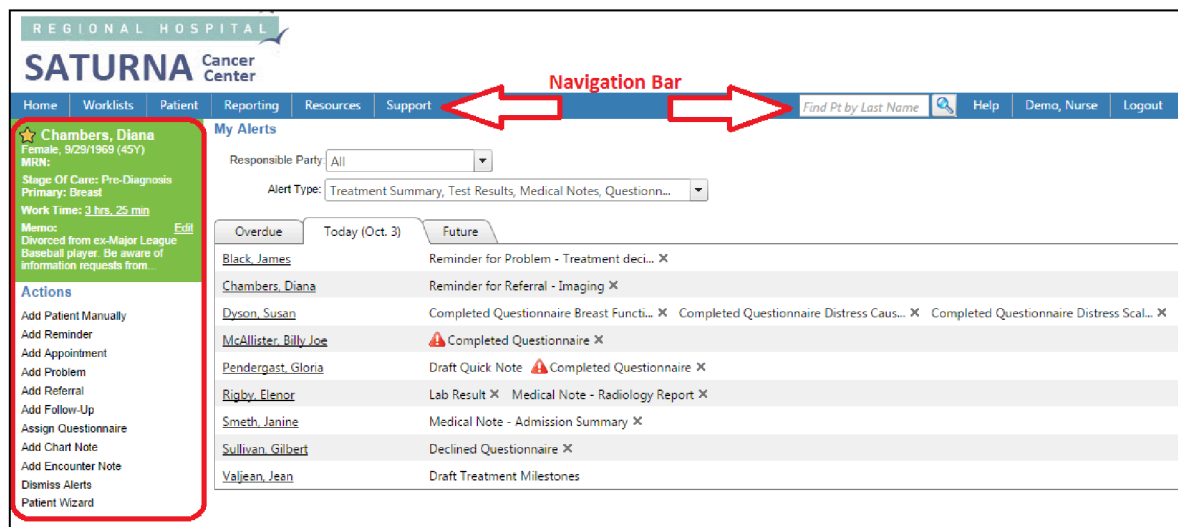 REGIONAL HOSPITAL
SATURNA Cancer Center
Navigation Bar
Home Worklists Patient Reporting Resources Support Find Pt by Last Name Help Demo, Nurse Logout
Chambers, Diana
Female, 9/29/1969 (45Y)
MRN:
Stage Of Care: Pre-Diagnosis
Primary: Breast
Work Time: 3 hrs, 25 min
Memo: Edit
Divorced from ex-Major League
Baseball player. Be aware of
information requests from...
Actions
Add Patient Manually
Add Reminder
Add Appointment
Add Problem
Add Referral
Add Follow-Up
Assign Questionnaire
Add Chart Note
Add Encounter Note
Dismiss Alerts
Patient Wizard
My Alerts
Responsible Party: All
Alert Type: Treatment Summary, Test Results, Medical Notes, Questionn...
Overdue Today (Oct. 3) Future
Black, James Reminder for Problem - Treatment deci... ✕
Chambers, Diana Reminder for Referral - Imaging ✕
Dyson, Susan Completed Questionnaire Breast Functi... ✕ Completed Questionnaire Distress Caus... ✕ Completed Questionnaire Distress Scal... ✕
McAllister, Billy Joe Completed Questionnaire ✕
Pendergast, Gloria Draft Quick Note Completed Questionnaire ✕
Rigby, Elenor Lab Result ✕ Medical Note - Radiology Report ✕
Smeth, Janine Medical Note - Admission Summary ✕
Sullivan, Gilbert Declined Questionnaire ✕
Valjean, Jean Draft Treatment Milestones